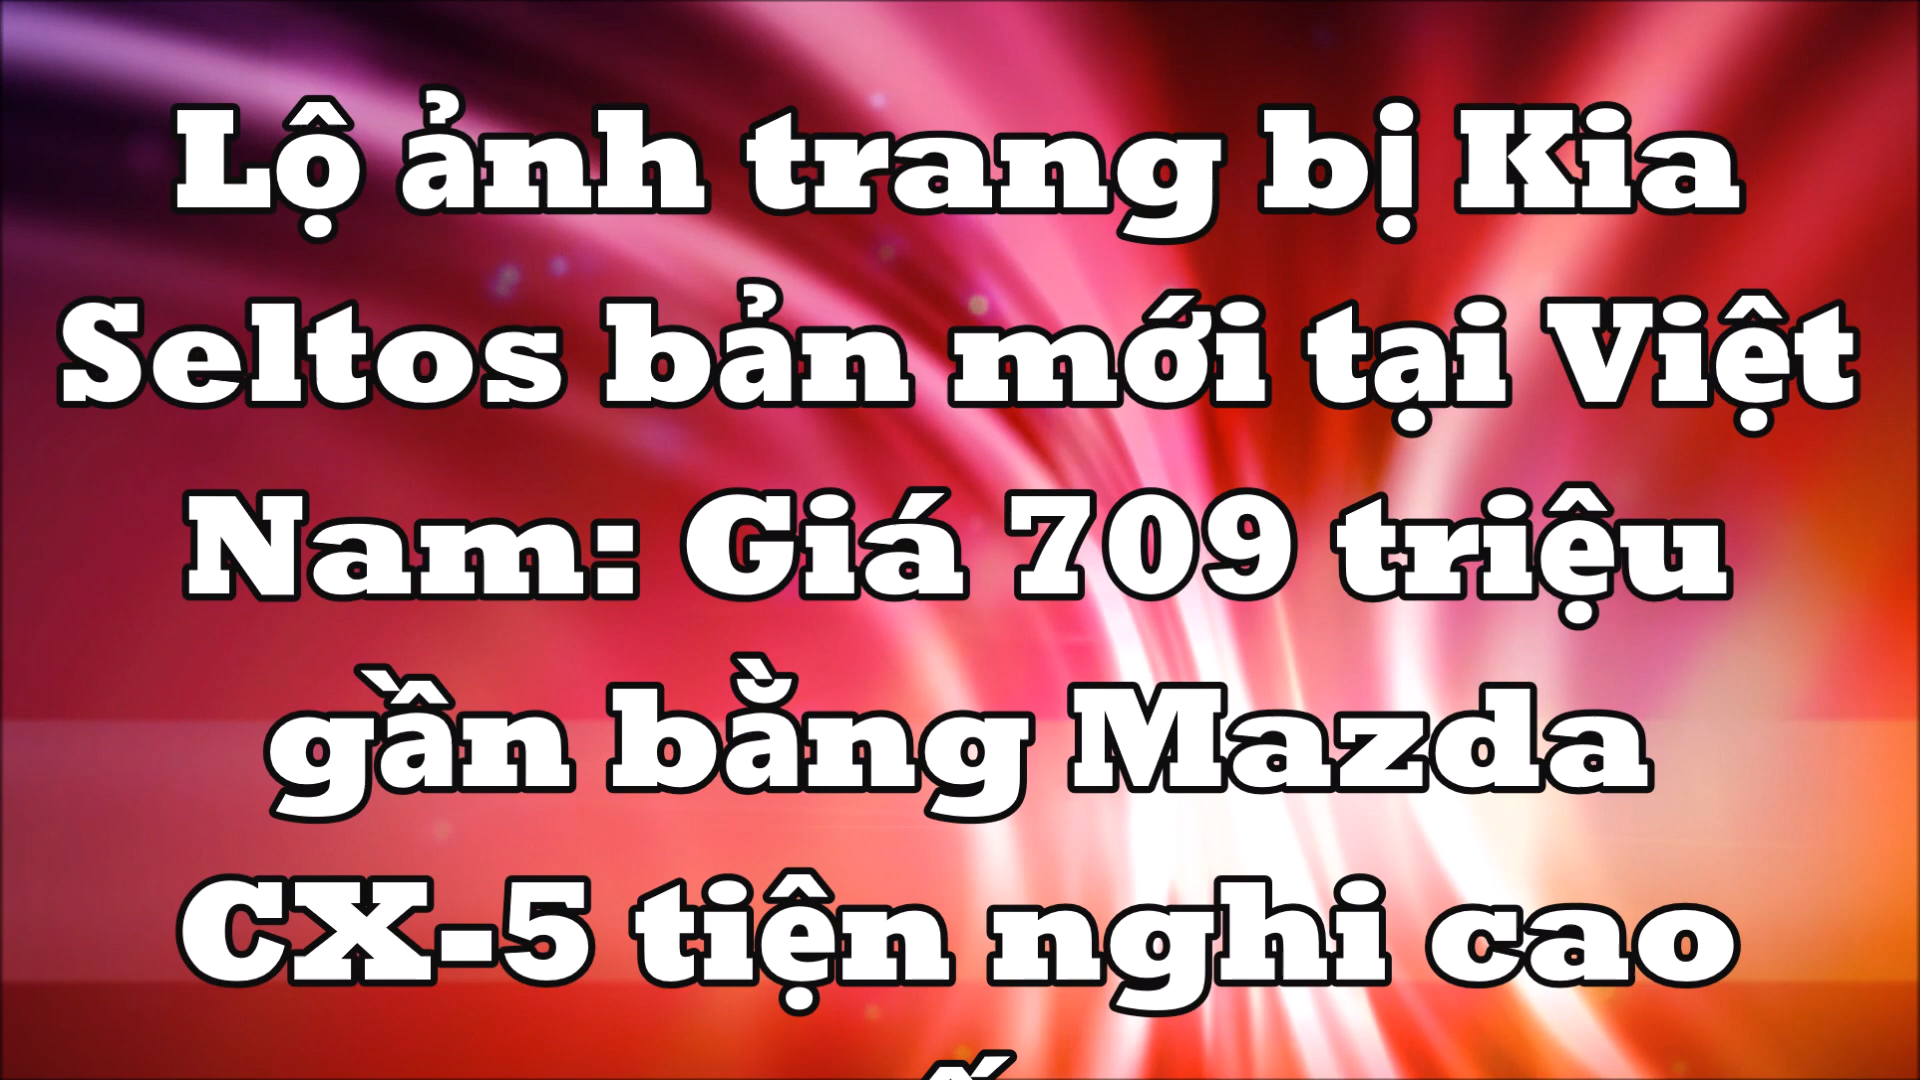 Lộ ảnh trang bị Kia
Seltos bản mới tại Việt
Nam: Giá 709 triệu
gần bằng Mazda
CX-5 tiện nghi cao